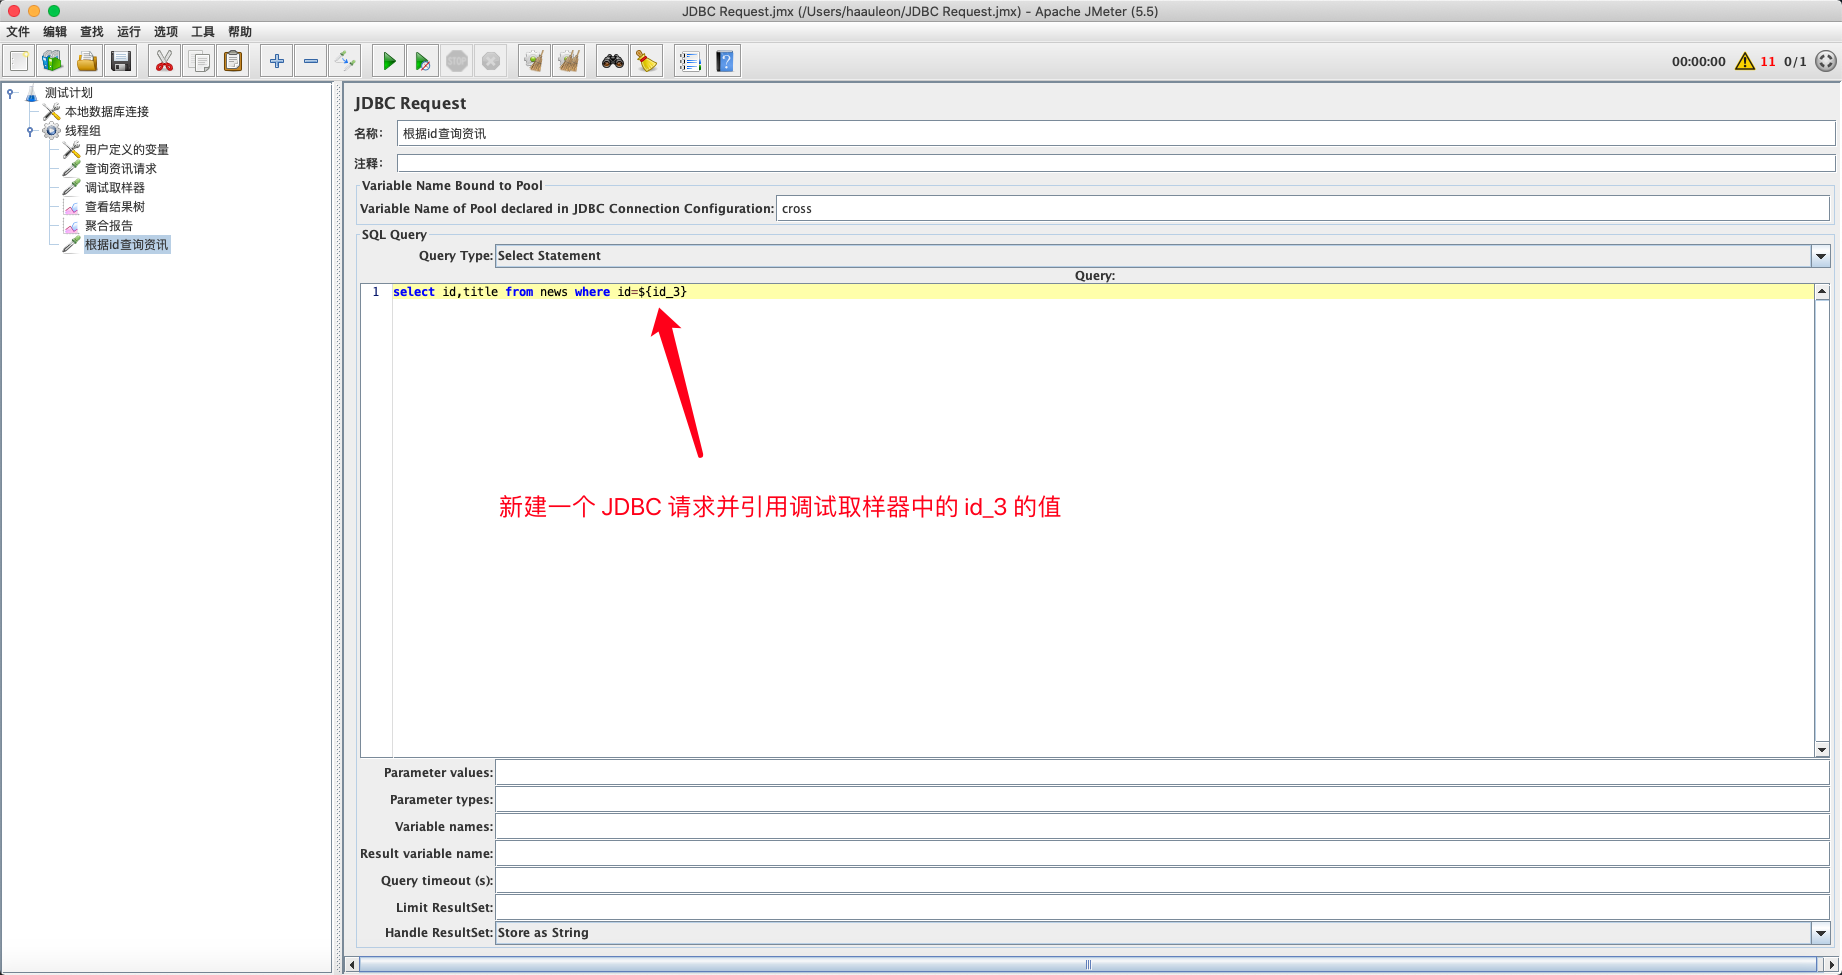 JDBC Request.jmx (/Users/haauleon/JDBC Request.jmx) - Apache JMeter (5.5)
文件 编辑 查找 运行 选项 工具 帮助
STOP
00:00:00 11 0/1
测试计划
本地数据库连接
线程组
用户定义的变量
查询资讯请求
调试取样器
查看结果树
聚合报告
根据id查询资讯
JDBC Request
名称: 根据id查询资讯
注释:
Variable Name Bound to Pool
Variable Name of Pool declared in JDBC Connection Configuration: cross
SQL Query
Query Type: Select Statement
Query:
1 select id,title from news where id=${id_3}
新建一个 JDBC 请求并引用调试取样器中的 id_3 的值
Parameter values:
Parameter types:
Variable names:
Result variable name:
Query timeout (s):
Limit ResultSet:
Handle ResultSet: Store as String